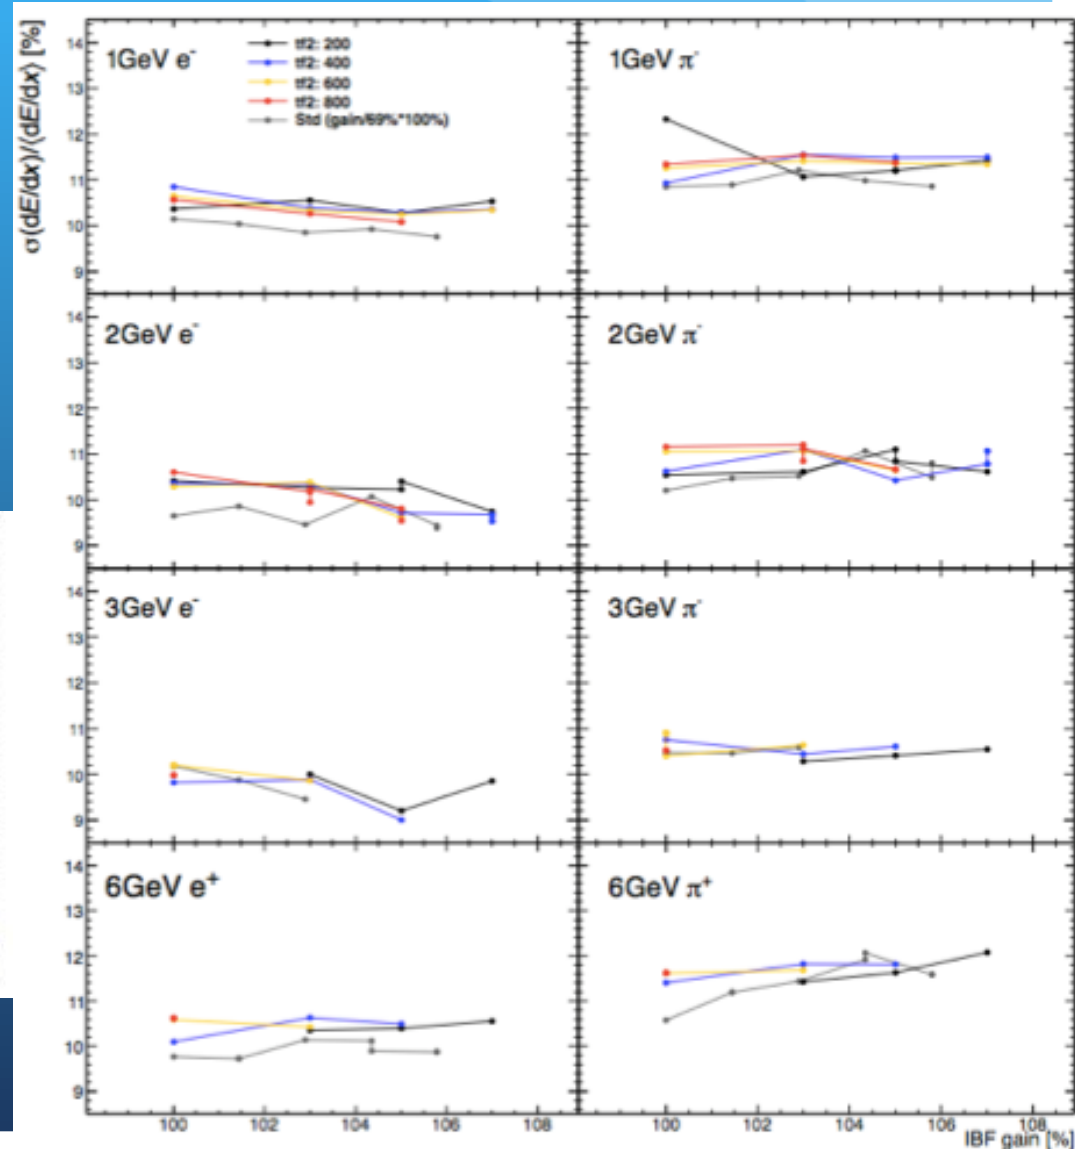 σ(dE/dx)/⟨dE/dx⟩ [%]
1GeV e⁻
tf2: 200
tf2: 400
tf2: 600
tf2: 800
Std (gain/69%*100%)
1GeV π⁻
14
13
12
11
10
9
2GeV e⁻
2GeV π⁻
14
13
12
11
10
9
3GeV e⁻
3GeV π⁻
14
13
12
11
10
9
6GeV e⁺
6GeV π⁺
14
13
12
11
10
9
100 102 104 106 108 100 102 104 106 108
IBF gain [%]